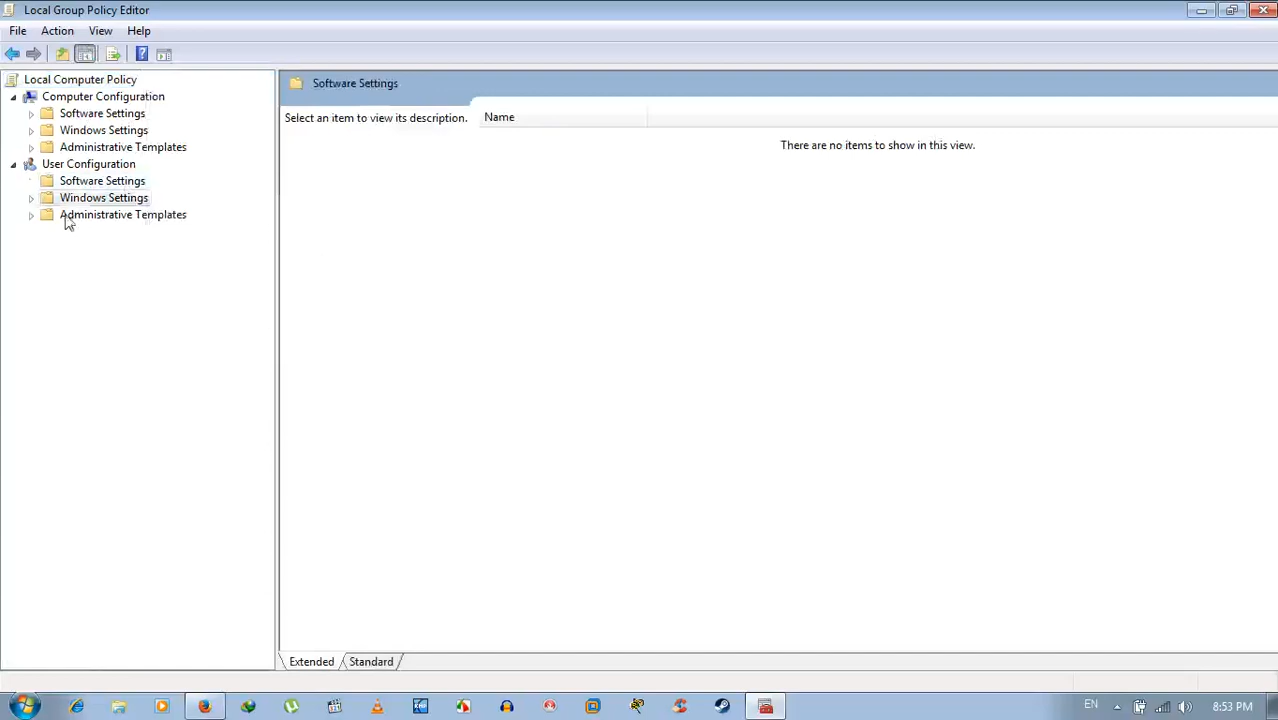 Local Group Policy Editor
File Action View Help
Local Computer Policy
Computer Configuration
Software Settings
Windows Settings
Administrative Templates
User Configuration
Software Settings
Windows Settings
Administrative Templates
Software Settings
Select an item to view its description.
Name
There are no items to show in this view.
Extended Standard
EN 8:53 PM